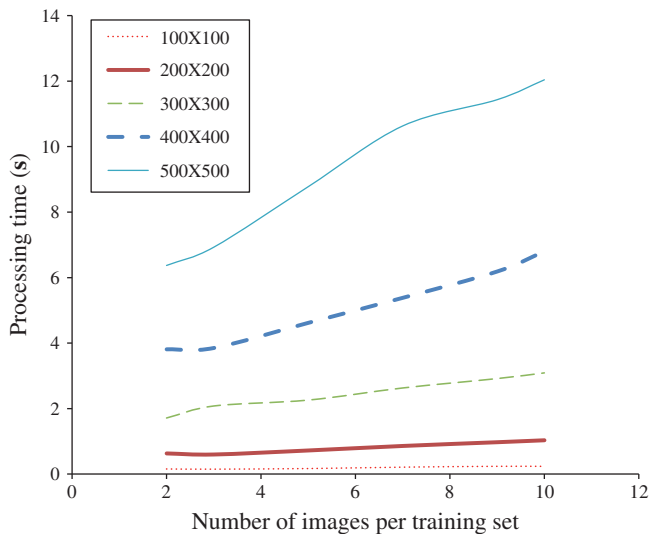 14
12
10
8
6
4
2
0
0
2
4
6
8
10
12
Processing time (s)
Number of images per training set
100X100
200X200
300X300
400X400
500X500